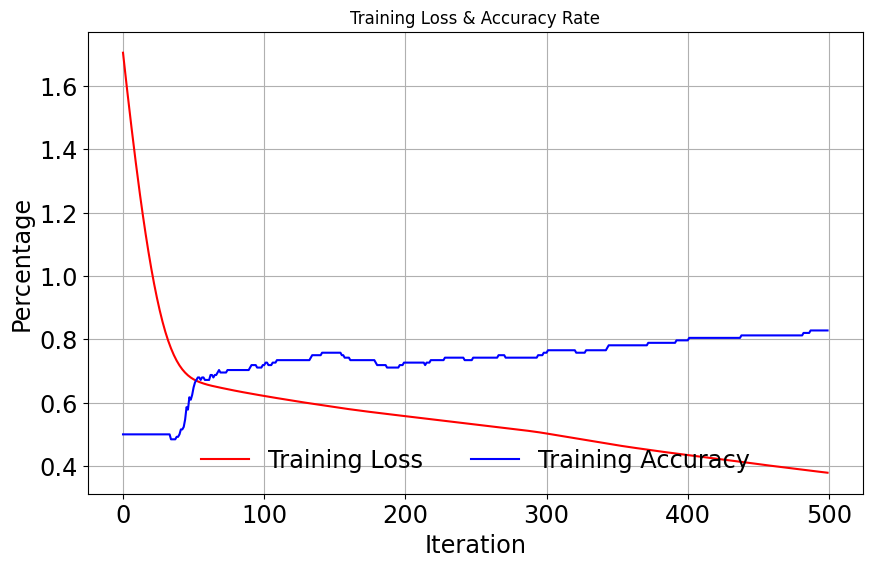 Training Loss & Accuracy Rate
Percentage
1.6
1.4
1.2
1.0
0.8
0.6
0.4
Training Loss
Training Accuracy
0 100 200 300 400 500
Iteration